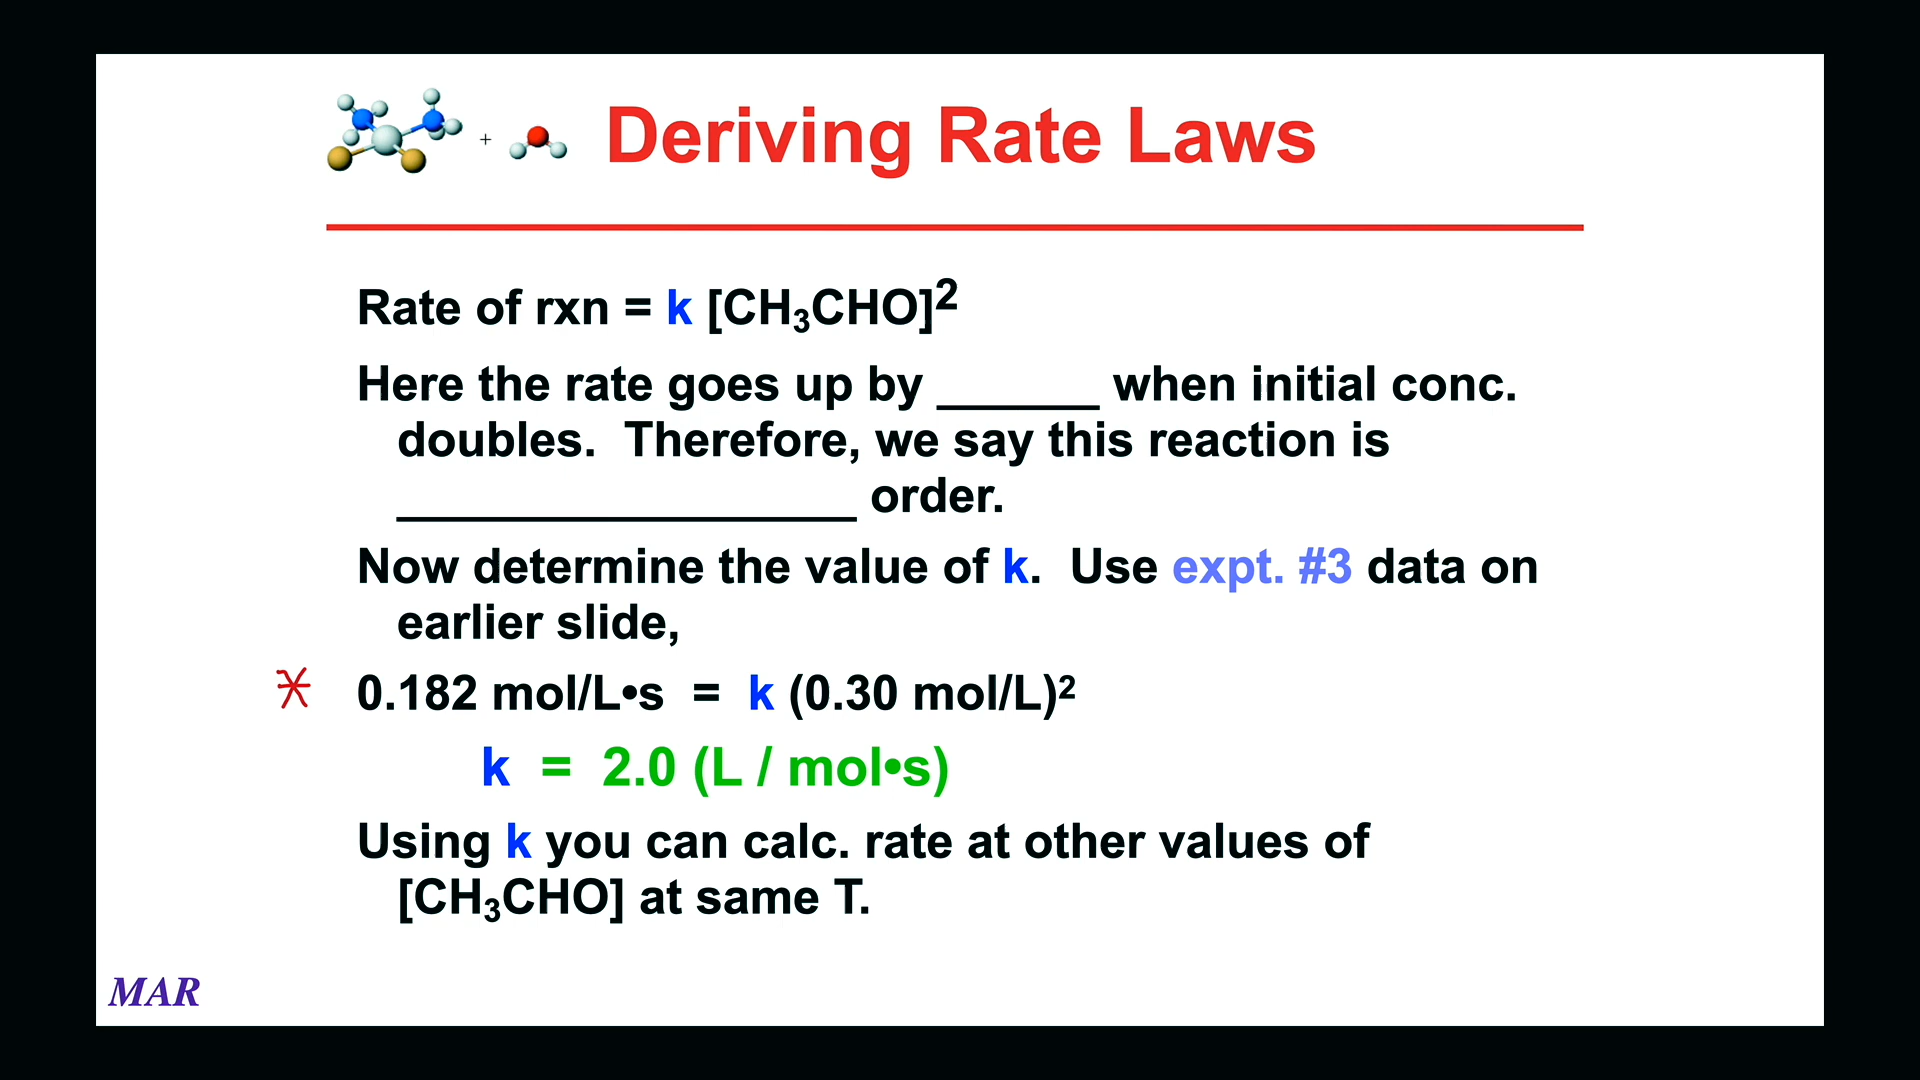 + Deriving Rate Laws
Rate of rxn = k [CH₃CHO]²
Here the rate goes up by ______ when initial conc.
doubles. Therefore, we say this reaction is
_________________ order.
Now determine the value of k. Use expt. #3 data on
earlier slide,
0.182 mol/L•s = k (0.30 mol/L)²
k = 2.0 (L / mol•s)
Using k you can calc. rate at other values of
[CH₃CHO] at same T.
MAR